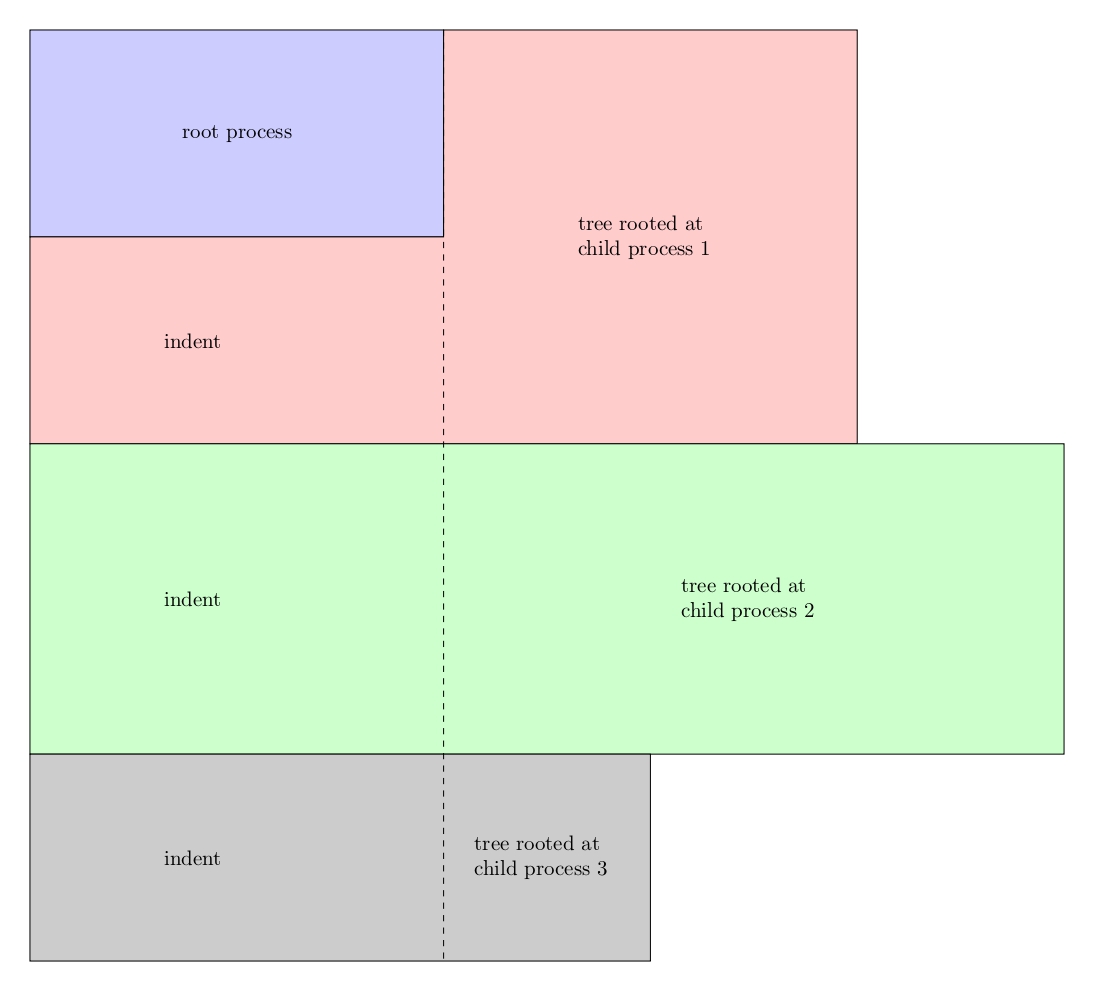 root process
tree rooted at
child process 1
indent
indent
tree rooted at
child process 2
indent
tree rooted at
child process 3